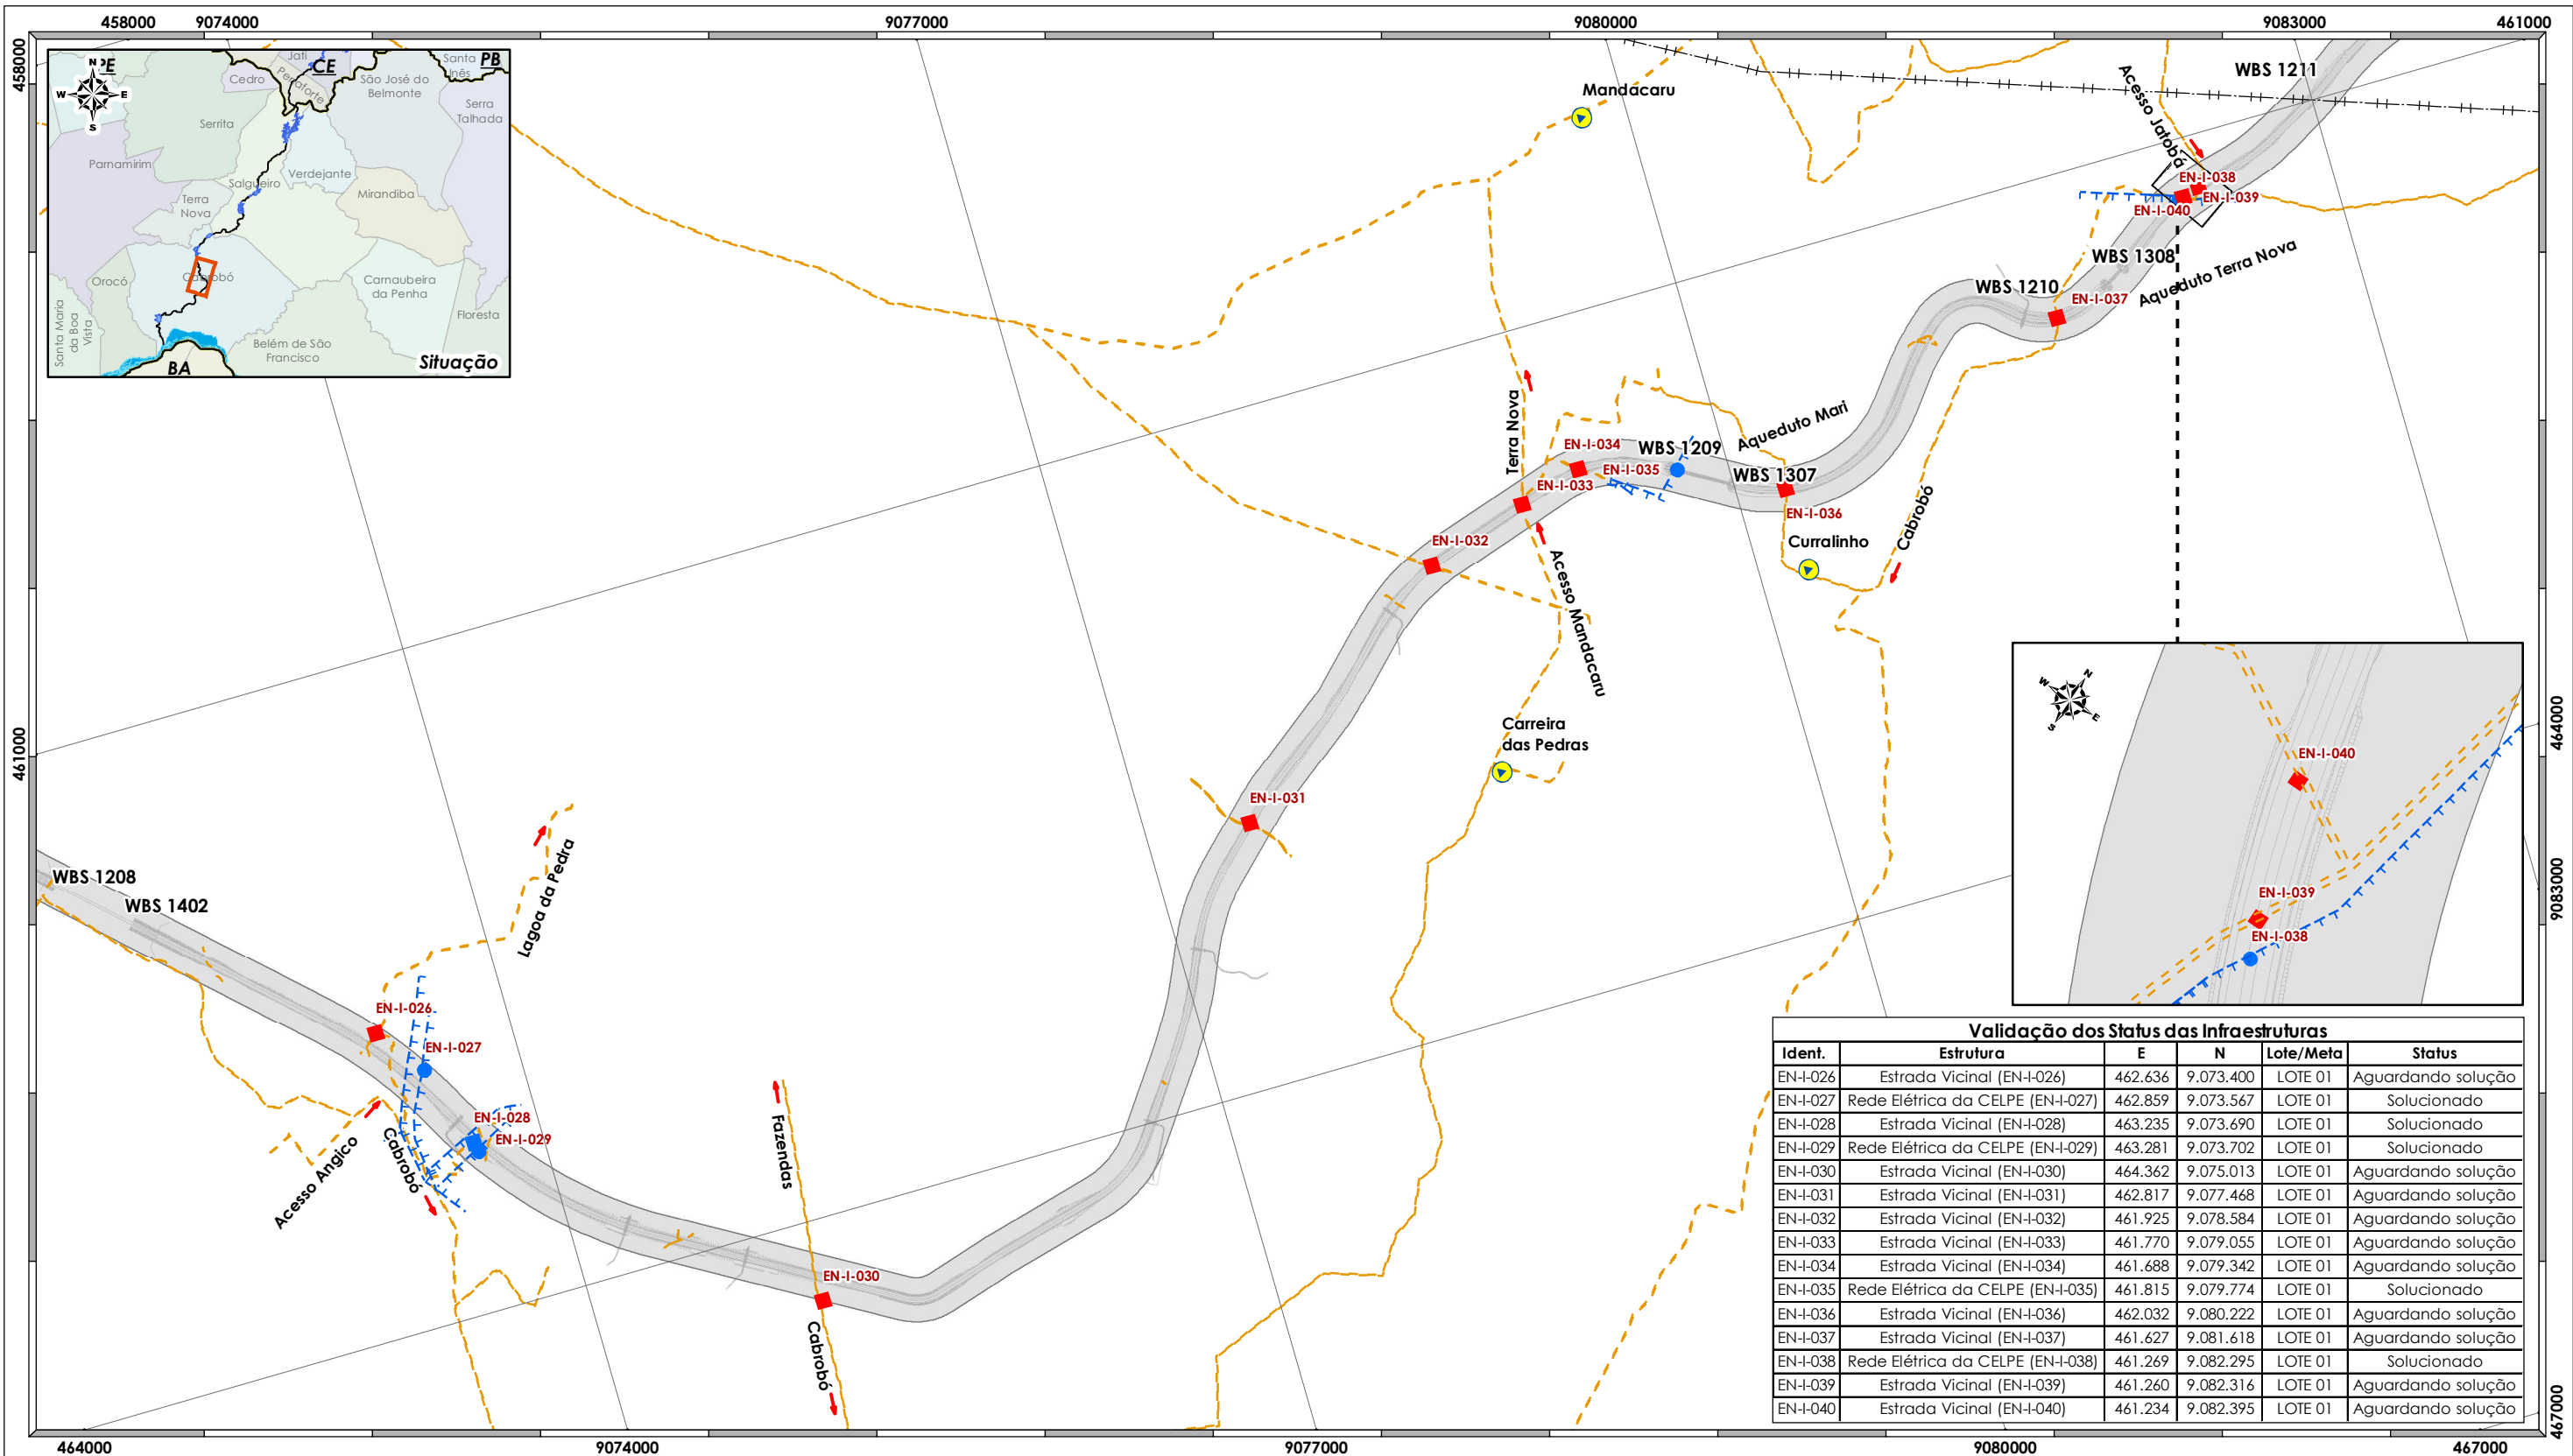 458000
9074000
9077000
9080000
9083000
461000
458000
461000
464000
9083000
467000
464000
9074000
9077000
9080000
467000
PE
CE
PB
N
W
E
S
Jati
Penaforte
Cedro
Santa
Inês
São José do
Belmonte
Serra
Talhada
Serrita
Parnamirim
Salgueiro
Verdejante
Mirandiba
Terra
Nova
Orocó
Cabrobó
Carnaubeira
da Penha
Santa Maria
da Boa
Vista
Floresta
Belém de São
Francisco
BA
Situação
Mandacaru
WBS 1211
Acesso Jatobá
EN-I-038
EN-I-039
EN-I-040
WBS 1308
Aqueduto Terra Nova
WBS 1210
EN-I-037
Terra Nova
EN-I-034
WBS 1209
Aqueduto Mari
EN-I-035
WBS 1307
EN-I-033
EN-I-036
EN-I-032
Acesso Mandacaru
Curralinho
Cabrobó
Carreira
das Pedras
EN-I-031
WBS 1208
WBS 1402
Lagoa da Pedra
EN-I-026
EN-I-027
EN-I-028
EN-I-029
Acesso Angico
Cabrobó
Fazendas
EN-I-030
Cabrobó
N
W
E
S
EN-I-040
EN-I-039
EN-I-038
Validação dos Status das Infraestruturas
Ident. Estrutura E N Lote/Meta Status
EN-I-026 Estrada Vicinal (EN-I-026) 462.636 9.073.400 LOTE 01 Aguardando solução
EN-I-027 Rede Elétrica da CELPE (EN-I-027) 462.859 9.073.567 LOTE 01 Solucionado
EN-I-028 Estrada Vicinal (EN-I-028) 463.235 9.073.690 LOTE 01 Solucionado
EN-I-029 Rede Elétrica da CELPE (EN-I-029) 463.281 9.073.702 LOTE 01 Solucionado
EN-I-030 Estrada Vicinal (EN-I-030) 464.362 9.075.013 LOTE 01 Aguardando solução
EN-I-031 Estrada Vicinal (EN-I-031) 462.817 9.077.468 LOTE 01 Aguardando solução
EN-I-032 Estrada Vicinal (EN-I-032) 461.925 9.078.584 LOTE 01 Aguardando solução
EN-I-033 Estrada Vicinal (EN-I-033) 461.770 9.079.055 LOTE 01 Aguardando solução
EN-I-034 Estrada Vicinal (EN-I-034) 461.688 9.079.342 LOTE 01 Aguardando solução
EN-I-035 Rede Elétrica da CELPE (EN-I-035) 461.815 9.079.774 LOTE 01 Solucionado
EN-I-036 Estrada Vicinal (EN-I-036) 462.032 9.080.222 LOTE 01 Aguardando solução
EN-I-037 Estrada Vicinal (EN-I-037) 461.627 9.081.618 LOTE 01 Aguardando solução
EN-I-038 Rede Elétrica da CELPE (EN-I-038) 461.269 9.082.295 LOTE 01 Solucionado
EN-I-039 Estrada Vicinal (EN-I-039) 461.260 9.082.316 LOTE 01 Aguardando solução
EN-I-040 Estrada Vicinal (EN-I-040) 461.234 9.082.395 LOTE 01 Aguardando solução